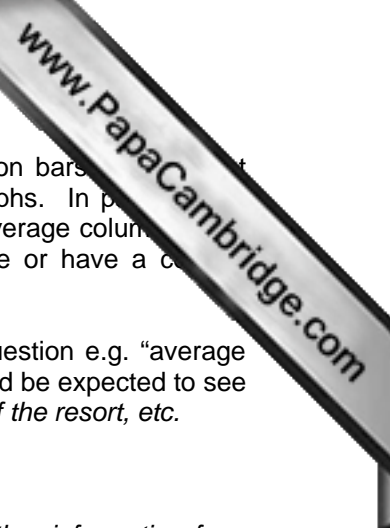 www.PapaCambridge.com
on bars
ohs. In
verage colum
e or have a c
uestion e.g. “average
d be expected to see
f the resort, etc.